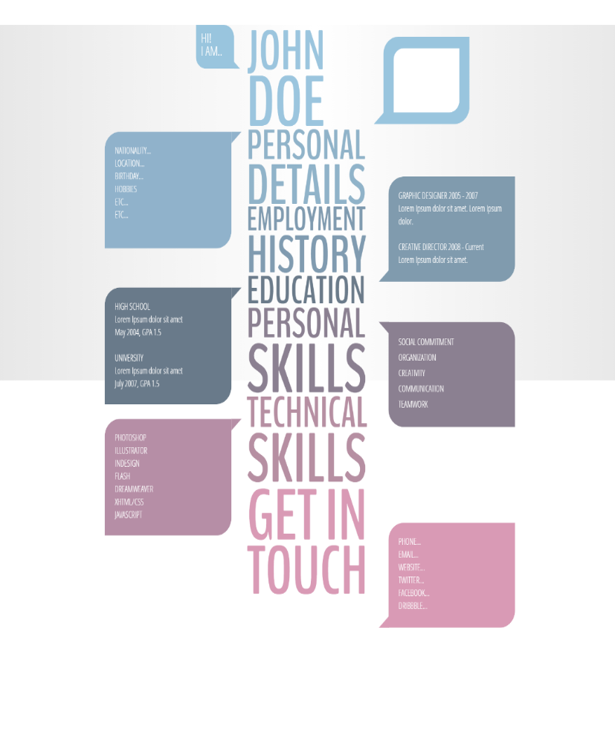 HI!
I AM...
JOHN
DOE
PERSONAL
DETAILS
NATIONALITY...
LOCATION...
BIRTHDAY...
HOBBIES
ETC...
ETC...
EMPLOYMENT
HISTORY
GRAPHIC DESIGNER 2005 - 2007
Lorem Ipsum dolor sit amet. Lorem Ipsum
dolor.
CREATIVE DIRECTOR 2008 - Current
Lorem Ipsum dolor sit amet.
EDUCATION
HIGH SCHOOL
Lorem Ipsum dolor sit amet
May 2004, GPA 1.5
UNIVERSITY
Lorem Ipsum dolor sit amet
July 2007, GPA 1.5
PERSONAL
SKILLS
SOCIAL COMMITMENT
ORGANIZATION
CREATIVITY
COMMUNICATION
TEAMWORK
TECHNICAL
SKILLS
PHOTOSHOP
ILLUSTRATOR
INDESIGN
FLASH
DREAMWEAVER
XHTML/CSS
JAVASCRIPT
GET IN
TOUCH
PHONE...
EMAIL...
WEBSITE...
TWITTER...
FACEBOOK...
DRIBBBLE...